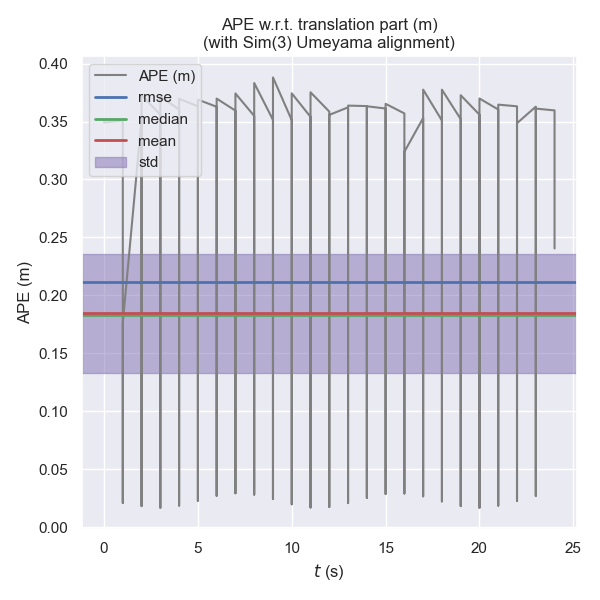 APE w.r.t. translation part (m)
(with Sim(3) Umeyama alignment)
APE (m)
rmse
median
mean
std
APE (m)
0.40
0.35
0.30
0.25
0.20
0.15
0.10
0.05
0.00
0 5 10 15 20 25
t (s)